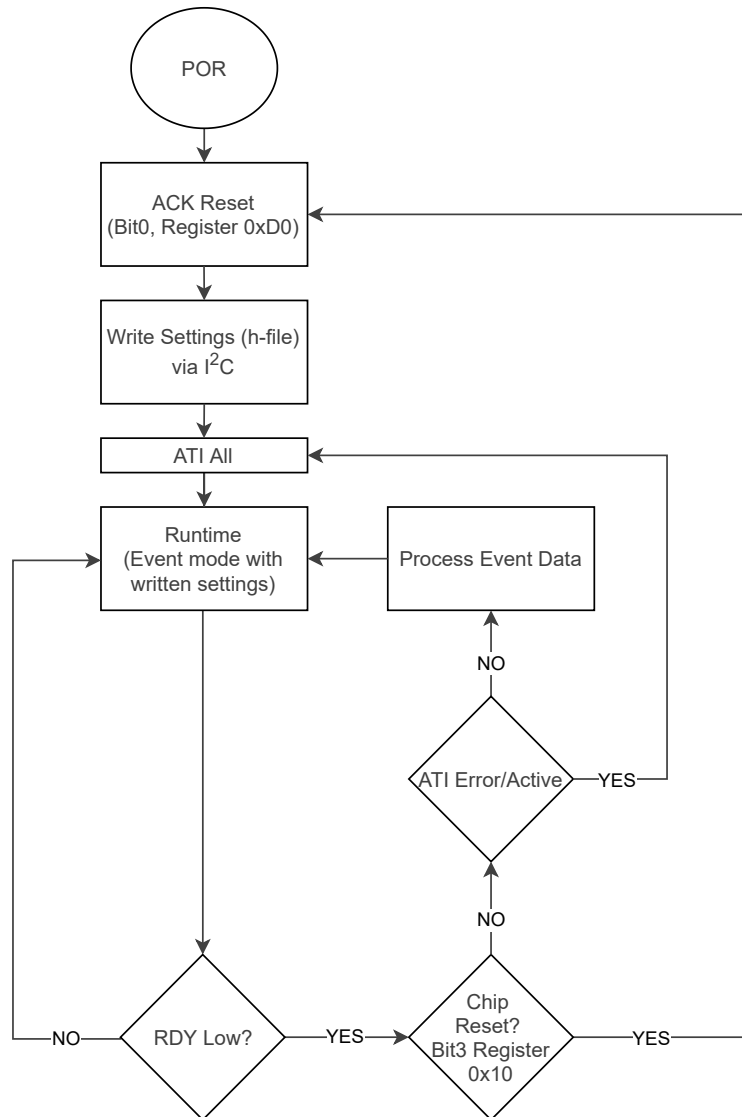 POR
ACK Reset
(Bit0, Register 0xD0)
Write Settings (h-file)
via I²C
ATI All
Runtime
(Event mode with
written settings)
Process Event Data
NO
ATI Error/Active
YES
NO
RDY Low?
NO
YES
Chip
Reset?
Bit3 Register
0x10
YES